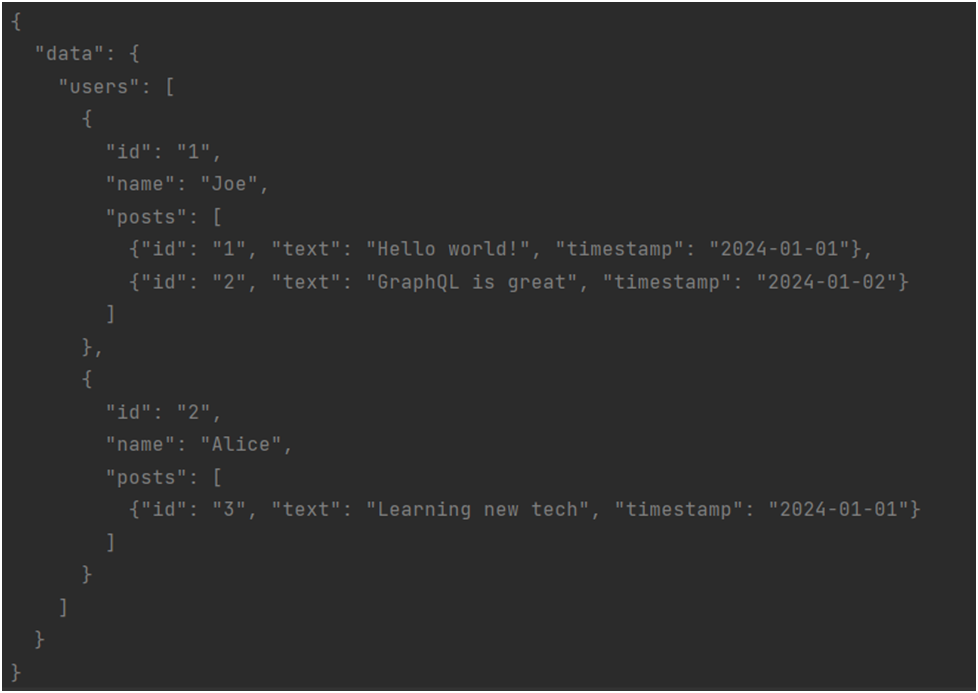 {
  "data": {
    "users": [
      {
        "id": "1",
        "name": "Joe",
        "posts": [
          {"id": "1", "text": "Hello world!", "timestamp": "2024-01-01"},
          {"id": "2", "text": "GraphQL is great", "timestamp": "2024-01-02"}
        ]
      },
      {
        "id": "2",
        "name": "Alice",
        "posts": [
          {"id": "3", "text": "Learning new tech", "timestamp": "2024-01-01"}
        ]
      }
    ]
  }
}